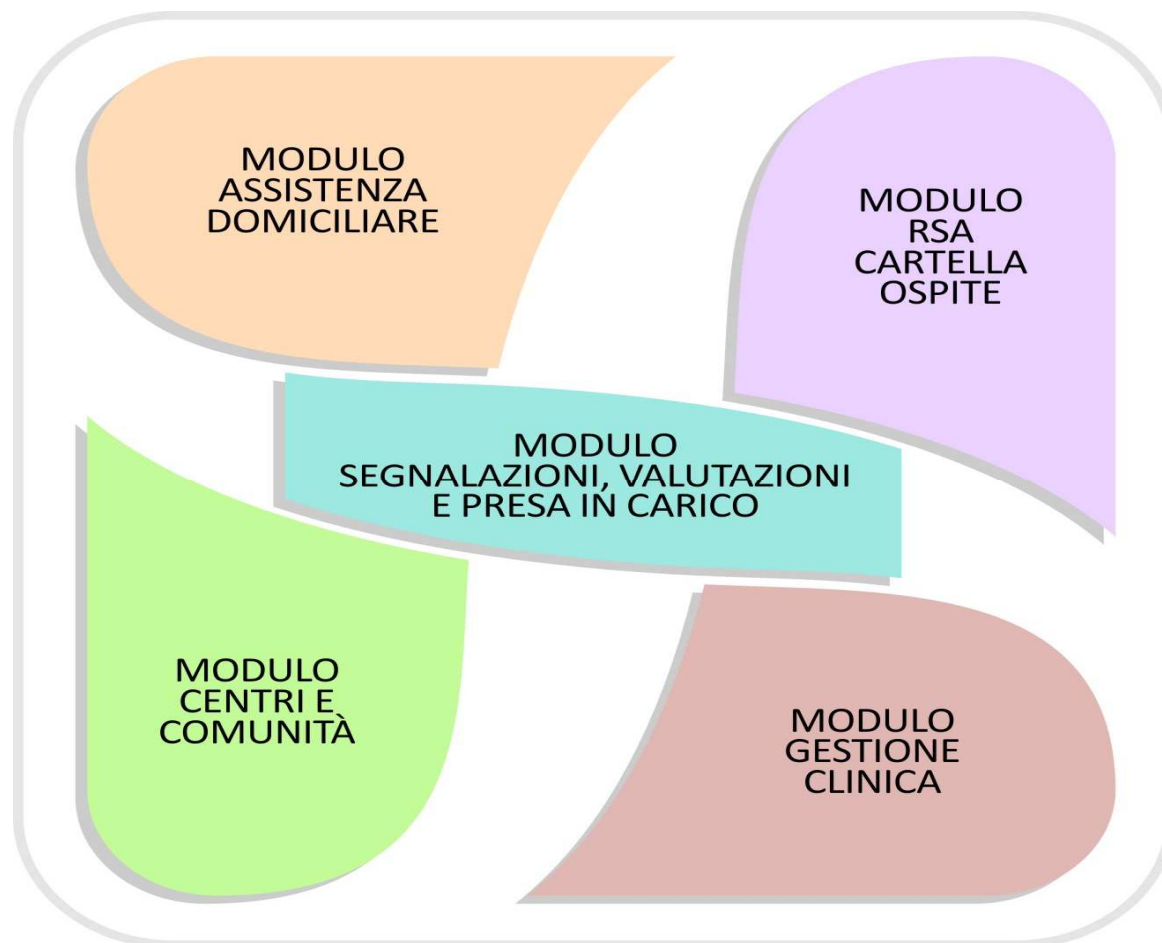 MODULO
ASSISTENZA
DOMICILIARE
MODULO
RSA
CARTELLA
OSPITE
MODULO
SEGNALAZIONI, VALUTAZIONI
E PRESA IN CARICO
MODULO
CENTRI E
COMUNITÀ
MODULO
GESTIONE
CLINICA